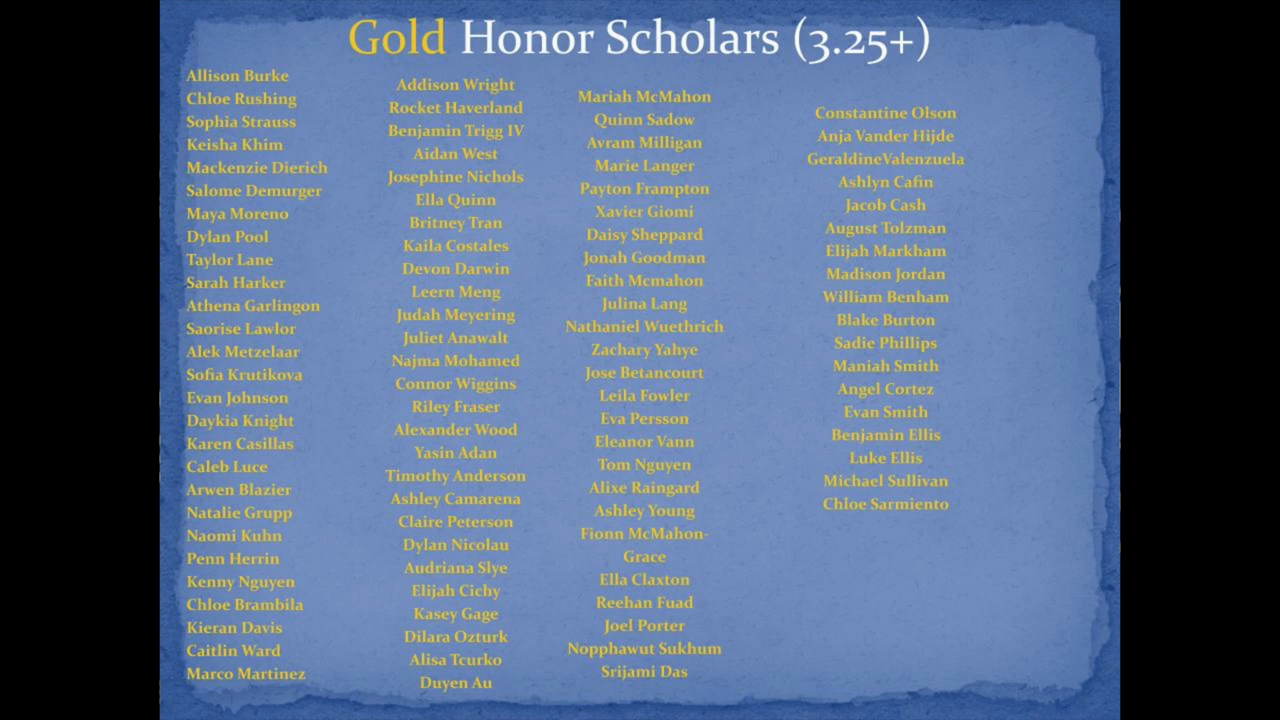 Gold Honor Scholars (3.25+)
Allison Burke
Chloe Rushing
Sophia Strauss
Keisha Khim
Mackenzie Dierich
Salome Demurger
Maya Moreno
Dylan Pool
Taylor Lane
Sarah Harker
Athena Garlingon
Saorise Lawlor
Alek Metzelaar
Sofia Krutikova
Evan Johnson
Daykia Knight
Karen Casillas
Caleb Luce
Arwen Blazier
Natalie Grupp
Naomi Kuhn
Penn Herrin
Kenny Nguyen
Chloe Brambila
Kieran Davis
Caitlin Ward
Marco Martinez
Addison Wright
Rocket Haverland
Benjamin Trigg IV
Aidan West
Josephine Nichols
Ella Quinn
Britney Tran
Kaila Costales
Devon Darwin
Leern Meng
Judah Meyering
Juliet Anawalt
Najma Mohamed
Connor Wiggins
Riley Fraser
Alexander Wood
Yasin Adan
Timothy Anderson
Ashley Camarena
Claire Peterson
Dylan Nicolau
Audriana Slye
Elijah Cichy
Kasey Gage
Dilara Ozturk
Alisa Tcurko
Duyen Au
Mariah McMahon
Quinn Sadow
Avram Milligan
Marie Langer
Payton Frampton
Xavier Giomi
Daisy Sheppard
Jonah Goodman
Faith Mcmahon
Julina Lang
Nathaniel Wuethrich
Zachary Yahye
Jose Betancourt
Leila Fowler
Eva Persson
Eleanor Vann
Tom Nguyen
Alixe Raingard
Ashley Young
Fionn McMahon-
Grace
Ella Claxton
Reehan Fuad
Joel Porter
Nopphawut Sukhum
Srijami Das
Constantine Olson
Anja Vander Hijde
GeraldineValenzuela
Ashlyn Cafin
Jacob Cash
August Tolzman
Elijah Markham
Madison Jordan
William Benham
Blake Burton
Sadie Phillips
Maniah Smith
Angel Cortez
Evan Smith
Benjamin Ellis
Luke Ellis
Michael Sullivan
Chloe Sarmiento